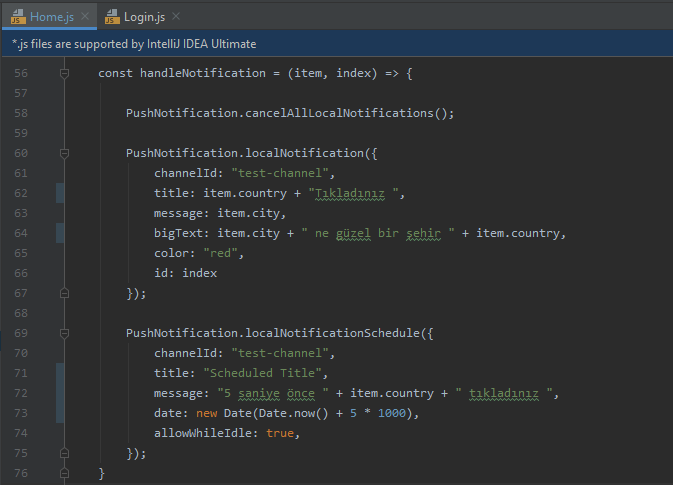 Home.js Login.js
*.js files are supported by IntelliJ IDEA Ultimate
56 const handleNotification = (item, index) => {
57
58 PushNotification.cancelAllLocalNotifications();
59
60 PushNotification.localNotification({
61 channelId: "test-channel",
62 title: item.country + "Tıkladınız ",
63 message: item.city,
64 bigText: item.city + " ne güzel bir şehir " + item.country,
65 color: "red",
66 id: index
67 });
68
69 PushNotification.localNotificationSchedule({
70 channelId: "test-channel",
71 title: "Scheduled Title",
72 message: "5 saniye önce " + item.country + " tıkladınız ",
73 date: new Date(Date.now() + 5 * 1000),
74 allowWhileIdle: true,
75 });
76 }